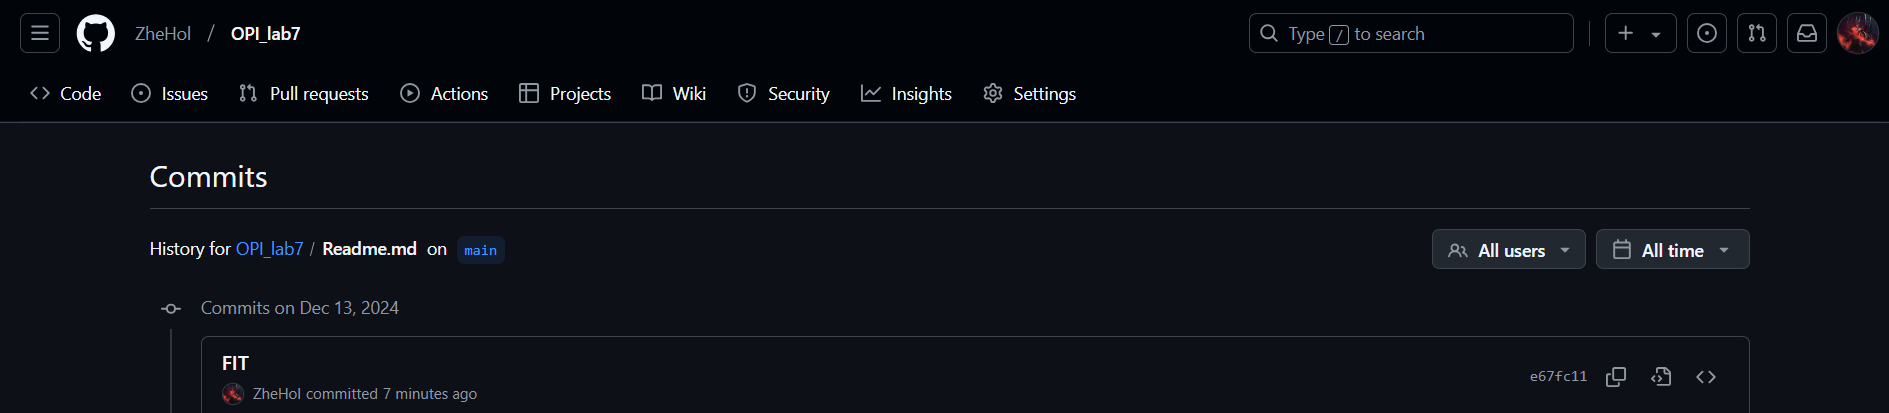 ZheHol / OPI_lab7
Type / to search
Code Issues Pull requests Actions Projects Wiki Security Insights Settings
Commits
History for OPI_lab7 / Readme.md on main
All users All time
Commits on Dec 13, 2024
FIT
e67fc11
ZheHol committed 7 minutes ago